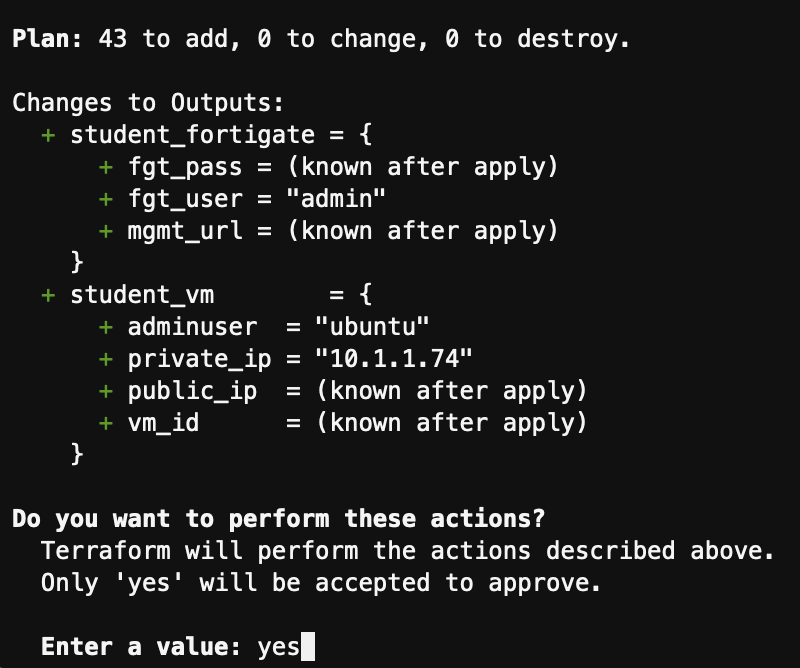 Plan: 43 to add, 0 to change, 0 to destroy.
Changes to Outputs:
+ student_fortigate = {
+ fgt_pass = (known after apply)
+ fgt_user = "admin"
+ mgmt_url = (known after apply)
}
+ student_vm = {
+ adminuser = "ubuntu"
+ private_ip = "10.1.1.74"
+ public_ip = (known after apply)
+ vm_id = (known after apply)
}
Do you want to perform these actions?
Terraform will perform the actions described above.
Only 'yes' will be accepted to approve.
Enter a value: yes